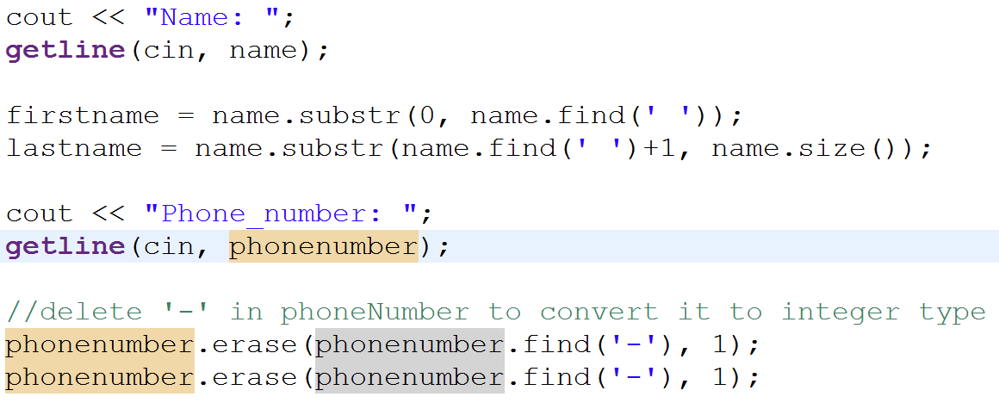 cout << "Name: ";
getline(cin, name);
firstname = name.substr(0, name.find(' '));
lastname = name.substr(name.find(' ')+1, name.size());
cout << "Phone_number: ";
getline(cin, phonenumber);
//delete '-' in phoneNumber to convert it to integer type
phonenumber.erase(phonenumber.find('-'), 1);
phonenumber.erase(phonenumber.find('-'), 1);